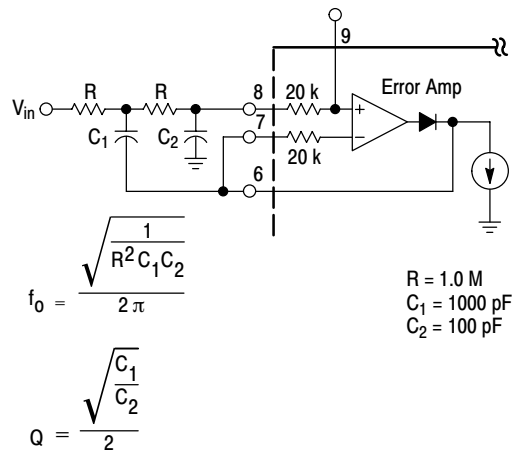 9
R R 8 20 k Error Amp
V_in + 
C_1 C_2 7 −
20 k
6
f_o = √(1 / (R^2 C_1 C_2)) / 2 π
R = 1.0 M
C_1 = 1000 pF
C_2 = 100 pF
Q = √(C_1 / C_2) / 2